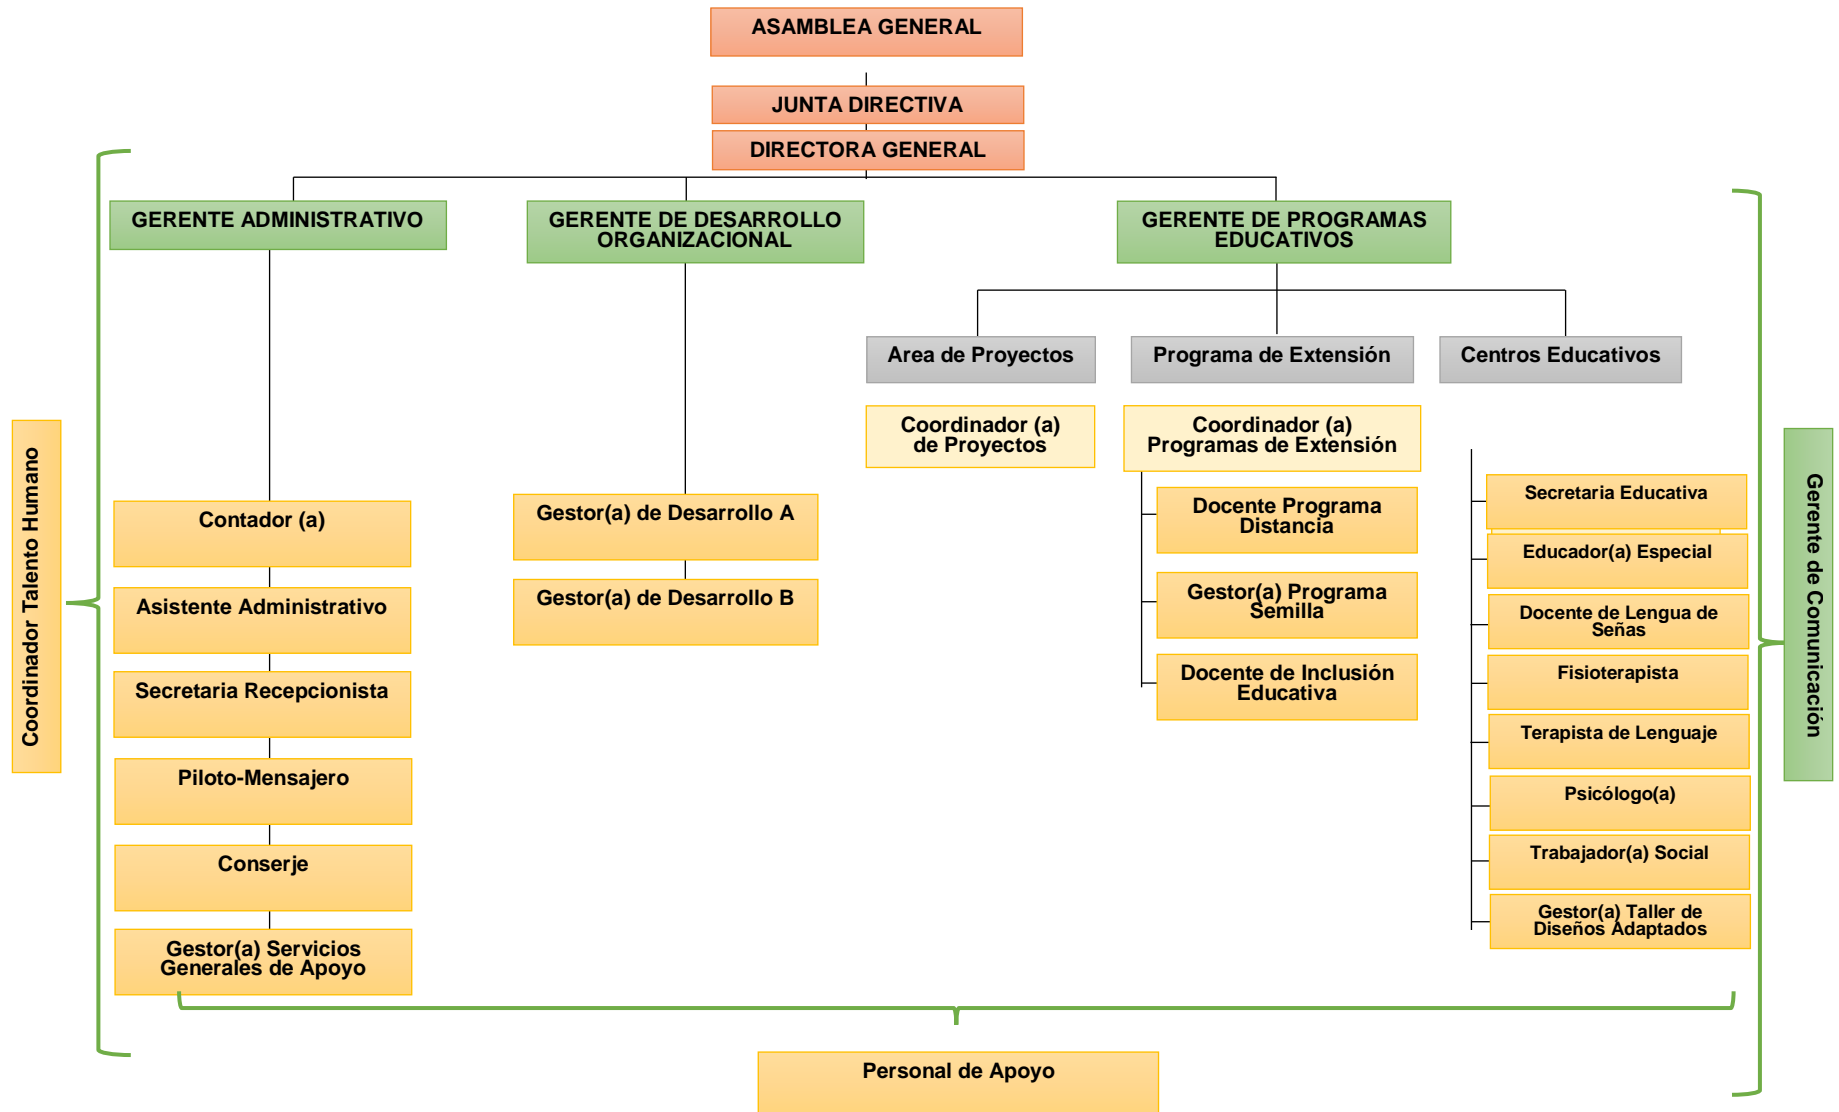 ASAMBLEA GENERAL
JUNTA DIRECTIVA
DIRECTORA GENERAL
GERENTE ADMINISTRATIVO
GERENTE DE DESARROLLO
ORGANIZACIONAL
GERENTE DE PROGRAMAS
EDUCATIVOS
Area de Proyectos
Programa de Extensión
Centros Educativos
Coordinador (a)
de Proyectos
Coordinador (a)
Programas de Extensión
Coordinador Talento Humano
Contador (a)
Asistente Administrativo
Secretaria Recepcionista
Piloto-Mensajero
Conserje
Gestor(a) Servicios
Generales de Apoyo
Gestor(a) de Desarrollo A
Gestor(a) de Desarrollo B
Docente Programa
Distancia
Gestor(a) Programa
Semilla
Docente de Inclusión
Educativa
Secretaria Educativa
Educador(a) Especial
Docente de Lengua de
Señas
Fisioterapista
Terapista de Lenguaje
Psicólogo(a)
Trabajador(a) Social
Gestor(a) Taller de
Diseños Adaptados
Gerente de Comunicación
Personal de Apoyo